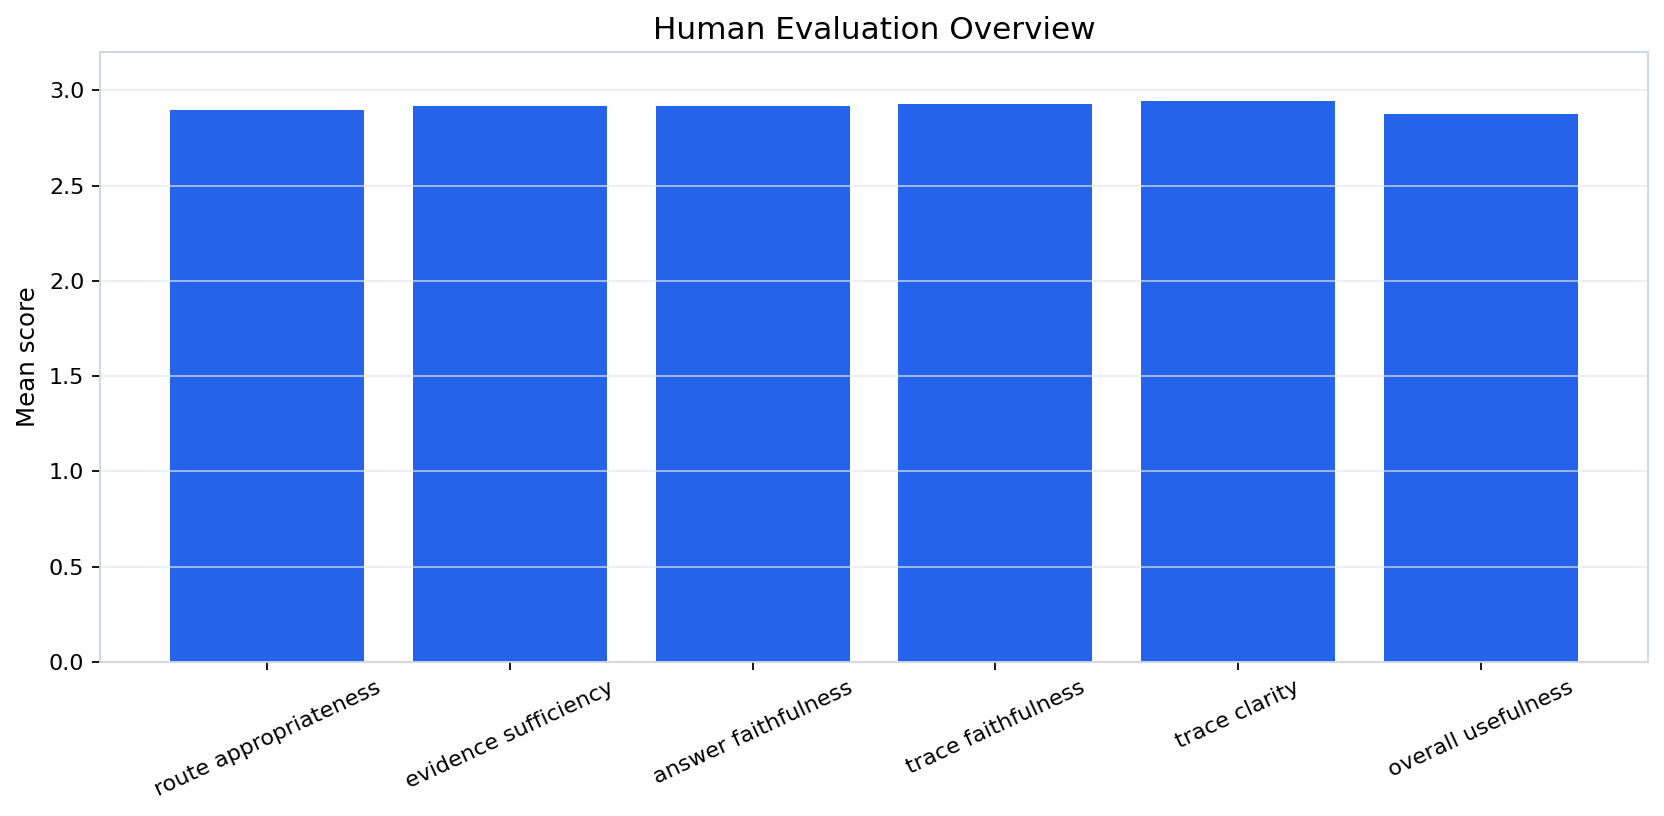 Human Evaluation Overview
Mean score
3.0
2.5
2.0
1.5
1.0
0.5
0.0
route appropriateness
evidence sufficiency
answer faithfulness
trace faithfulness
trace clarity
overall usefulness